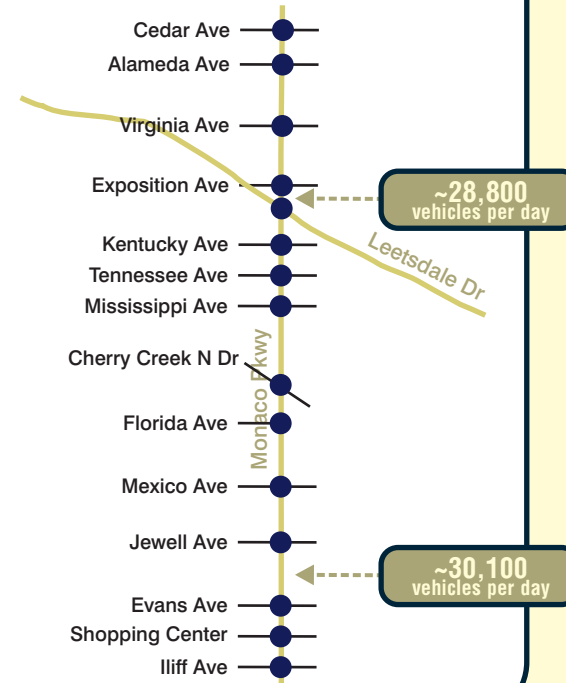 Cedar Ave
Alameda Ave
Virginia Ave
Exposition Ave
~28,800
vehicles per day
Kentucky Ave
Leetsdale Dr
Tennessee Ave
Mississippi Ave
Cherry Creek N Dr
Monaco Pkwy
Florida Ave
Mexico Ave
Jewell Ave
~30,100
vehicles per day
Evans Ave
Shopping Center
Iliff Ave